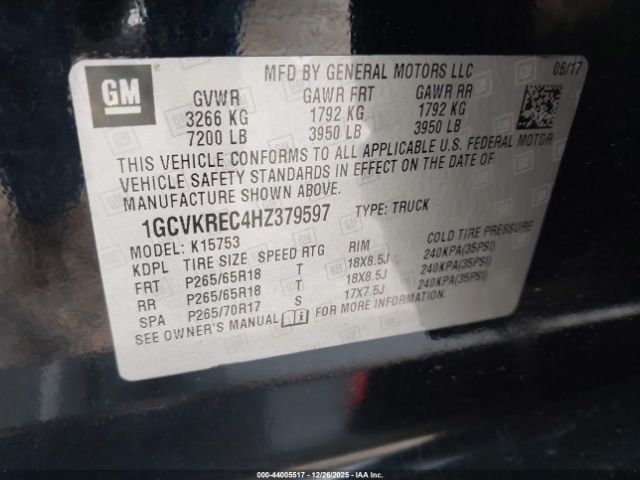 GM
MFD BY GENERAL MOTORS LLC 06/17
GVWR GAWR FRT GAWR RR
3266 KG 1792 KG 1792 KG
7200 LB 3950 LB 3950 LB
THIS VEHICLE CONFORMS TO ALL APPLICABLE U.S. FEDERAL MOTOR
VEHICLE SAFETY STANDARDS IN EFFECT ON THE DATE OF
MANUFACTURE SHOWN ABOVE.
1GCVKREC4HZ379597 TYPE: TRUCK
MODEL: K15753
KDPL TIRE SIZE SPEED RTG RIM COLD TIRE PRESSURE
FRT P265/65R18 T 18X8.5J 240KPA(35PSI)
RR P265/65R18 T 18X8.5J 240KPA(35PSI)
SPA P265/70R17 S 17X7.5J 240KPA(35PSI)
SEE OWNER'S MANUAL FOR MORE INFORMATION.
000-44005517 - 12/26/2025 - IAA Inc.